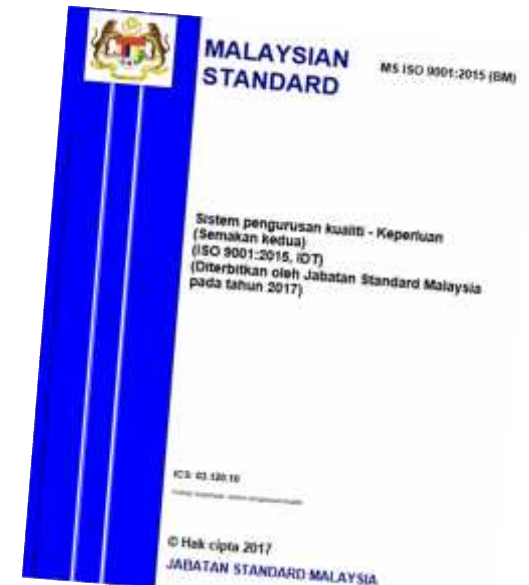 MALAYSIAN
STANDARD
MS ISO 9001:2015 (BM)
Sistem pengurusan kualiti - Keperluan
(Semakan kedua)
(ISO 9001:2015, IDT)
(Diterbitkan oleh Jabatan Standard Malaysia
pada tahun 2017)
ICS: 03.120.10
© Hak cipta 2017
JABATAN STANDARD MALAYSIA